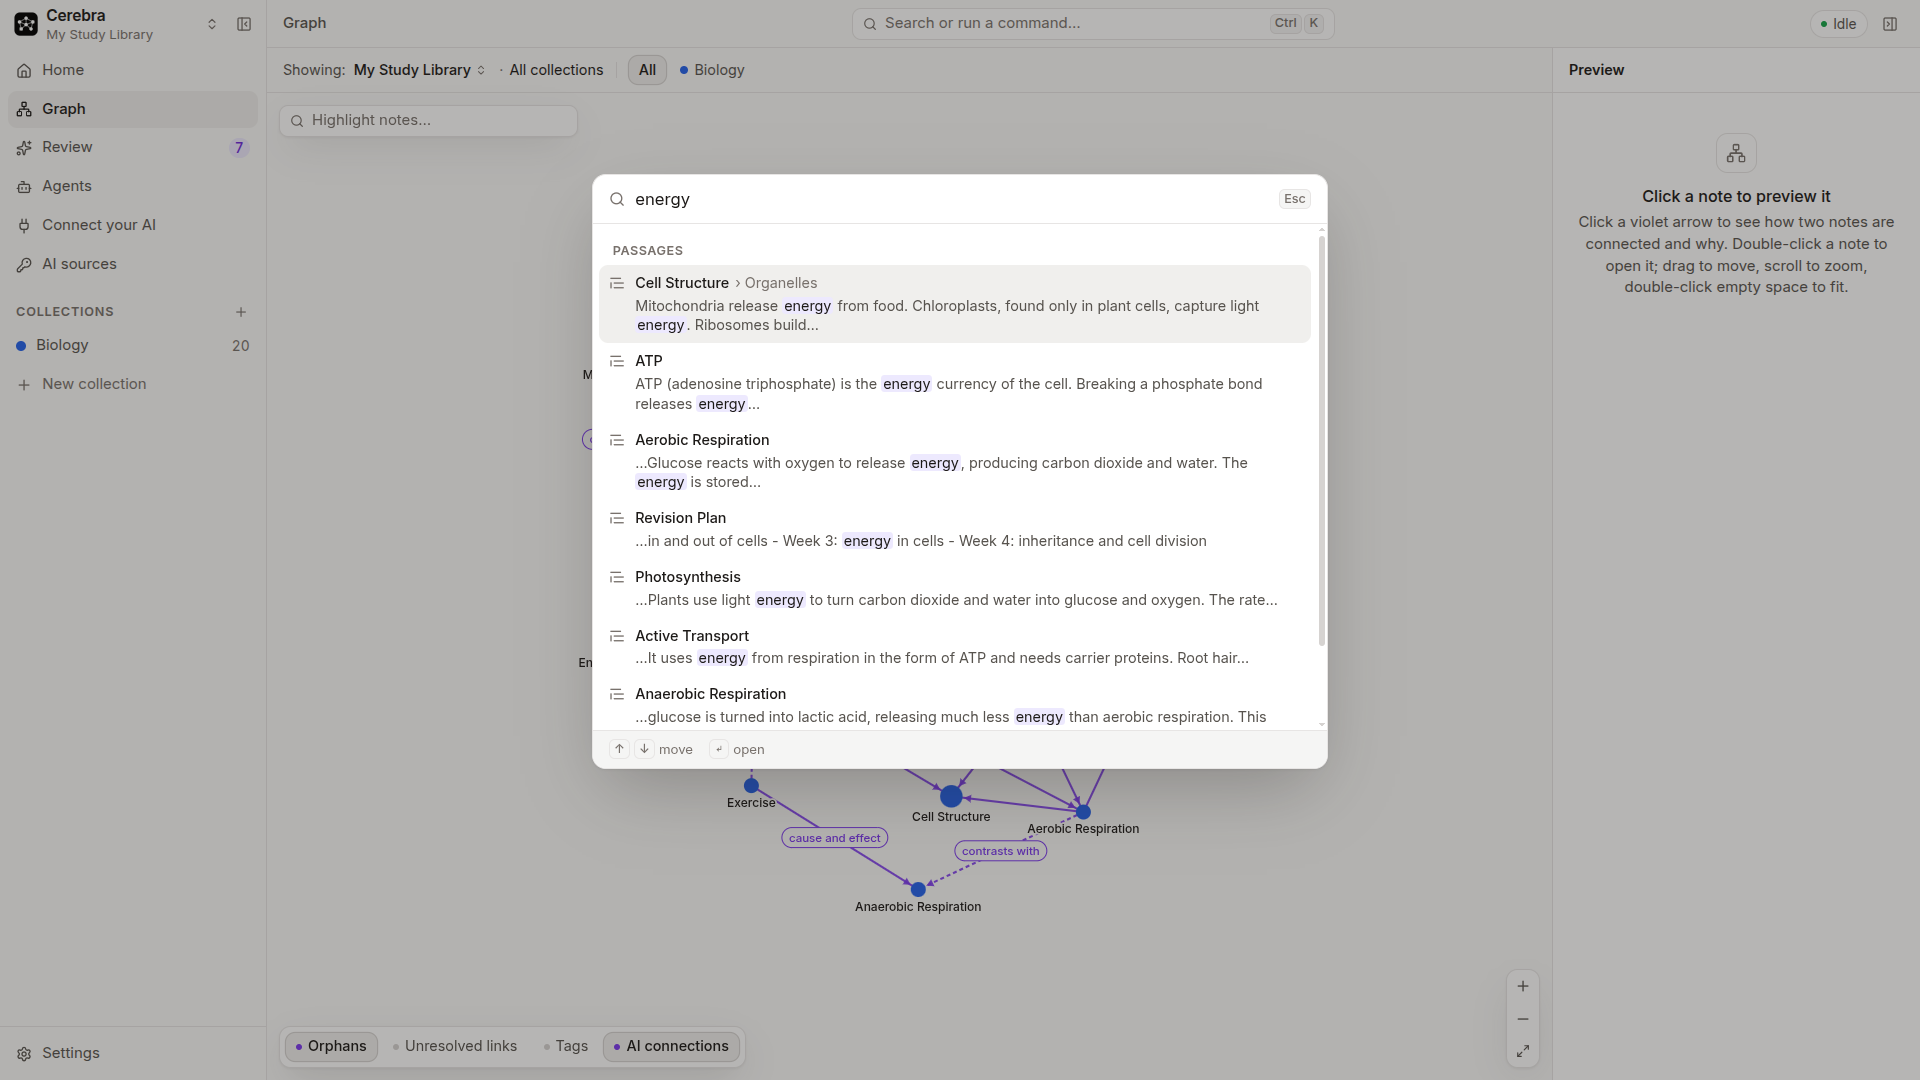 Cerebra
My Study Library
Graph
Search or run a command...
Ctrl K
Idle
Home
Graph
Review 7
Agents
Connect your AI
AI sources
COLLECTIONS
Biology 20
New collection
Settings
Showing: My Study Library · All collections All Biology
Highlight notes...
energy
Esc
PASSAGES
Cell Structure › Organelles
Mitochondria release energy from food. Chloroplasts, found only in plant cells, capture light
energy. Ribosomes build...
ATP
ATP (adenosine triphosphate) is the energy currency of the cell. Breaking a phosphate bond
releases energy...
Aerobic Respiration
...Glucose reacts with oxygen to release energy, producing carbon dioxide and water. The
energy is stored...
Revision Plan
...in and out of cells - Week 3: energy in cells - Week 4: inheritance and cell division
Photosynthesis
...Plants use light energy to turn carbon dioxide and water into glucose and oxygen. The rate...
Active Transport
...It uses energy from respiration in the form of ATP and needs carrier proteins. Root hair...
Anaerobic Respiration
...glucose is turned into lactic acid, releasing much less energy than aerobic respiration. This
move open
Exercise
Cell Structure
Aerobic Respiration
cause and effect
contrasts with
Anaerobic Respiration
Orphans Unresolved links Tags AI connections
Preview
Click a note to preview it
Click a violet arrow to see how two notes are
connected and why. Double-click a note to
open it; drag to move, scroll to zoom,
double-click empty space to fit.